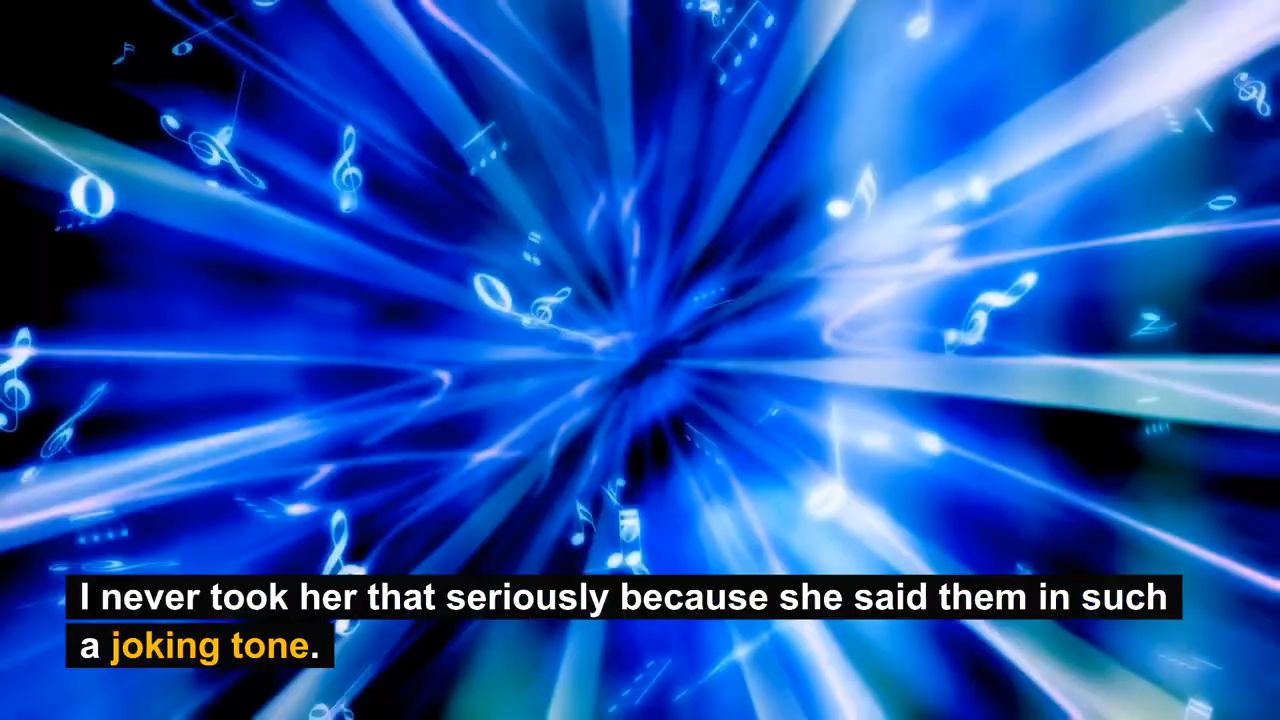 I never took her that seriously because she said them in such
a joking tone.